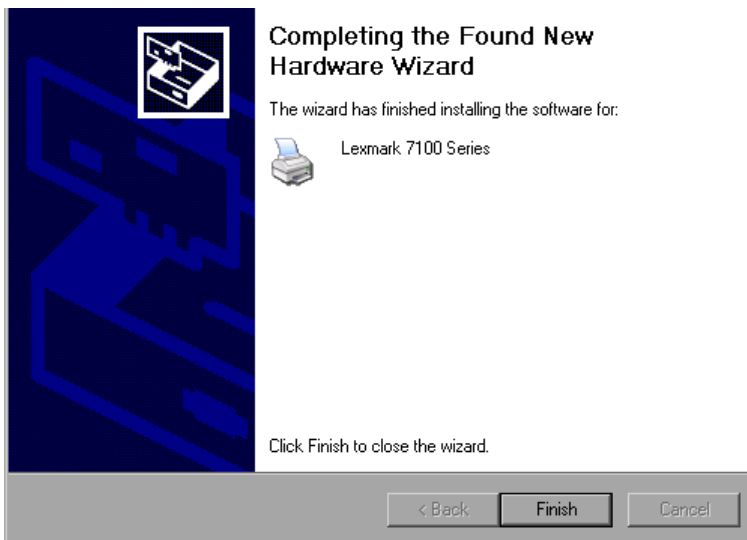 Completing the Found New
Hardware Wizard
The wizard has finished installing the software for:
Lexmark 7100 Series
Click Finish to close the wizard.
< Back
Finish
Cancel